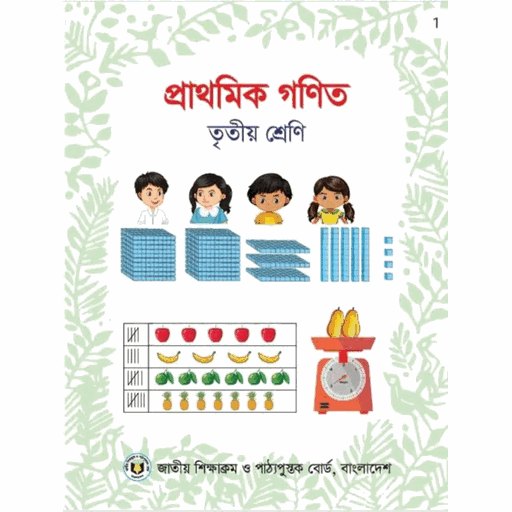 1
প্রাথমিক গণিত
তৃতীয় শ্রেণি
জাতীয় শিক্ষাক্রম ও পাঠ্যপুস্তক বোর্ড, বাংলাদেশ